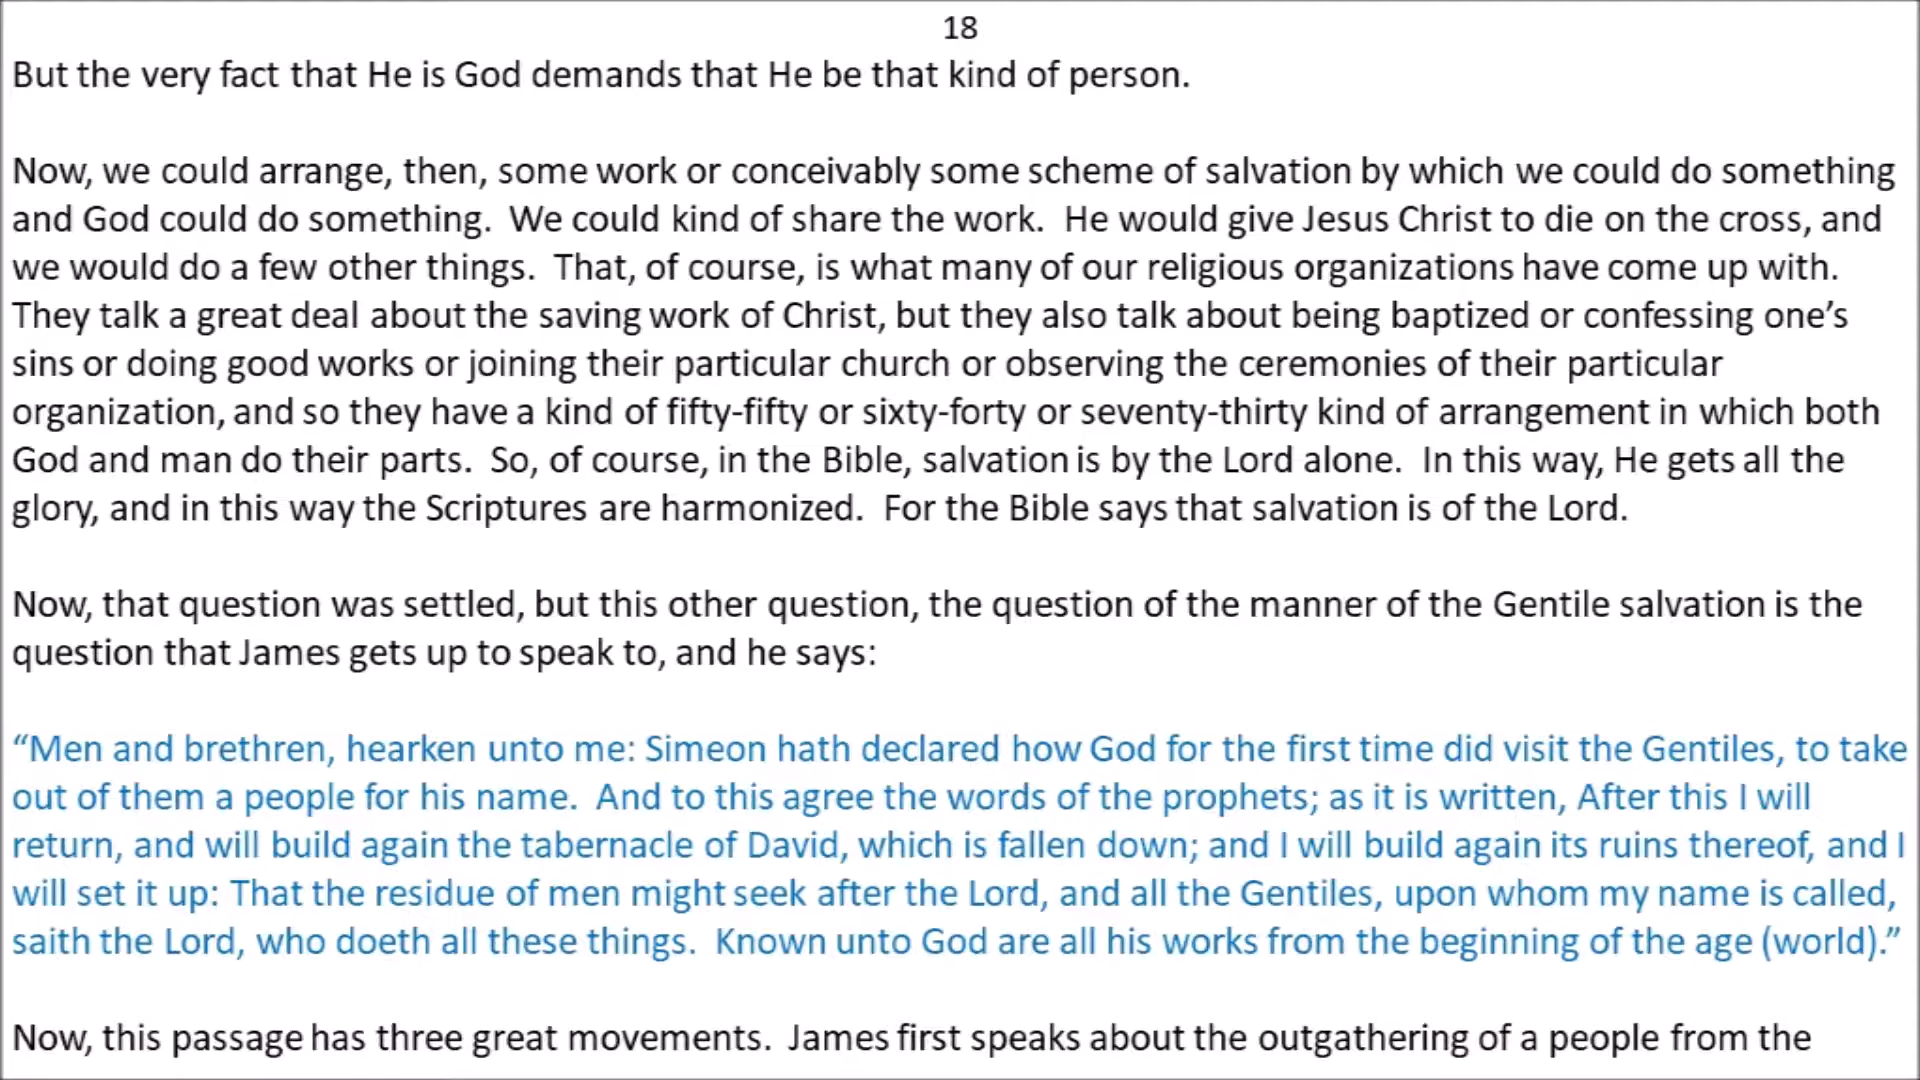 18
But the very fact that He is God demands that He be that kind of person.
Now, we could arrange, then, some work or conceivably some scheme of salvation by which we could do something
and God could do something.  We could kind of share the work.  He would give Jesus Christ to die on the cross, and
we would do a few other things.  That, of course, is what many of our religious organizations have come up with.
They talk a great deal about the saving work of Christ, but they also talk about being baptized or confessing one’s
sins or doing good works or joining their particular church or observing the ceremonies of their particular
organization, and so they have a kind of fifty-fifty or sixty-forty or seventy-thirty kind of arrangement in which both
God and man do their parts.  So, of course, in the Bible, salvation is by the Lord alone.  In this way, He gets all the
glory, and in this way the Scriptures are harmonized.  For the Bible says that salvation is of the Lord.
Now, that question was settled, but this other question, the question of the manner of the Gentile salvation is the
question that James gets up to speak to, and he says:
“Men and brethren, hearken unto me: Simeon hath declared how God for the first time did visit the Gentiles, to take
out of them a people for his name.  And to this agree the words of the prophets; as it is written, After this I will
return, and will build again the tabernacle of David, which is fallen down; and I will build again its ruins thereof, and I
will set it up: That the residue of men might seek after the Lord, and all the Gentiles, upon whom my name is called,
saith the Lord, who doeth all these things.  Known unto God are all his works from the beginning of the age (world).”
Now, this passage has three great movements.  James first speaks about the outgathering of a people from the